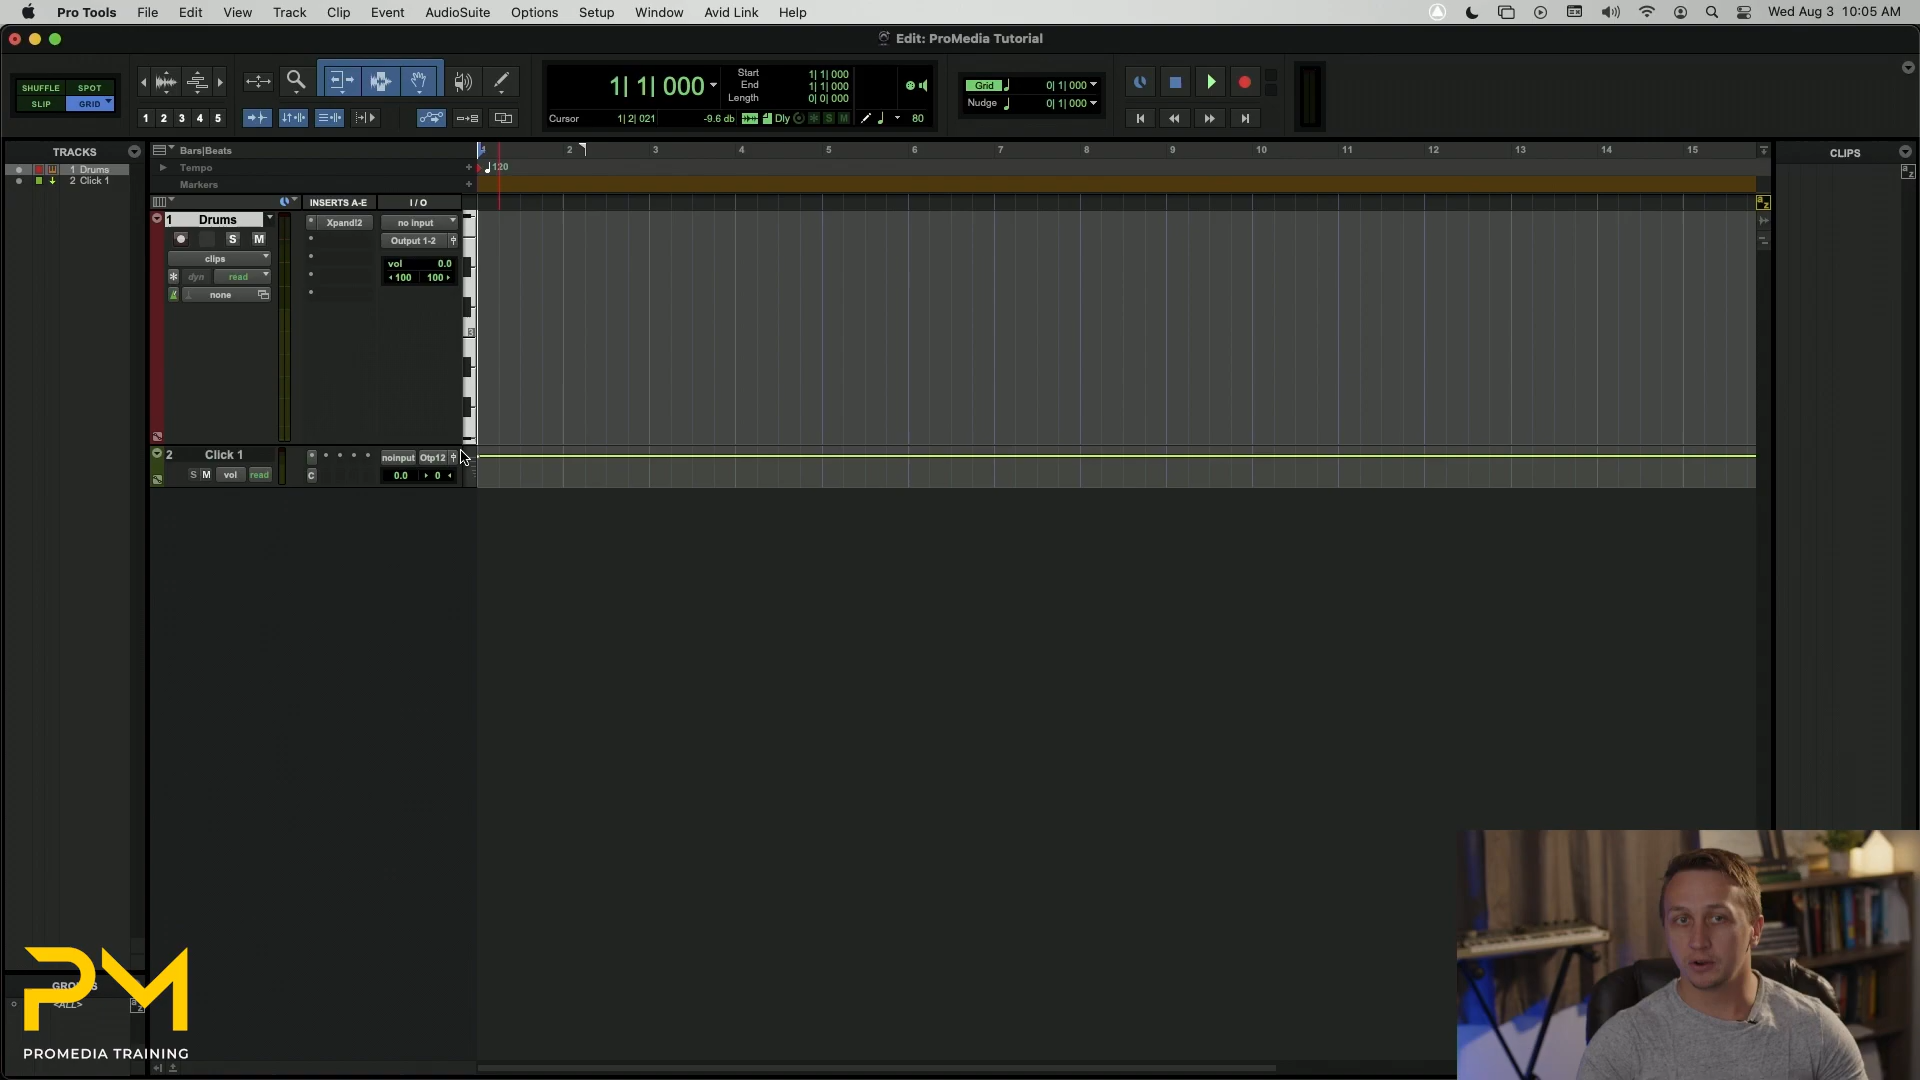 Pro Tools File Edit View Track Clip Event AudioSuite Options Setup Window Avid Link Help Wed Aug 3 10:05 AM
Edit: ProMedia Tutorial
SHUFFLE SPOT
SLIP GRID
1 2 3 4 5
1| 1| 000
Start 1| 1| 000
End 1| 1| 000
Length 0| 0| 000
Cursor 1| 2| 021 -9.6 db Dly S M 80
Grid 0| 1| 000
Nudge 0| 1| 000
TRACKS
1 Drums
2 Click 1
Bars|Beats 1 2 3 4 5 6 7 8 9 10 11 12 13 14 15
Tempo 120
Markers
INSERTS A-E I / O
1 Drums Xpand!2 no input
S M Output 1-2
clips vol 0.0
dyn read 100 100
none
3
2 Click 1 noinput Otp12
S M vol read C 0.0 0
CLIPS
a z
GROUPS
<ALL>
PM
PROMEDIA TRAINING